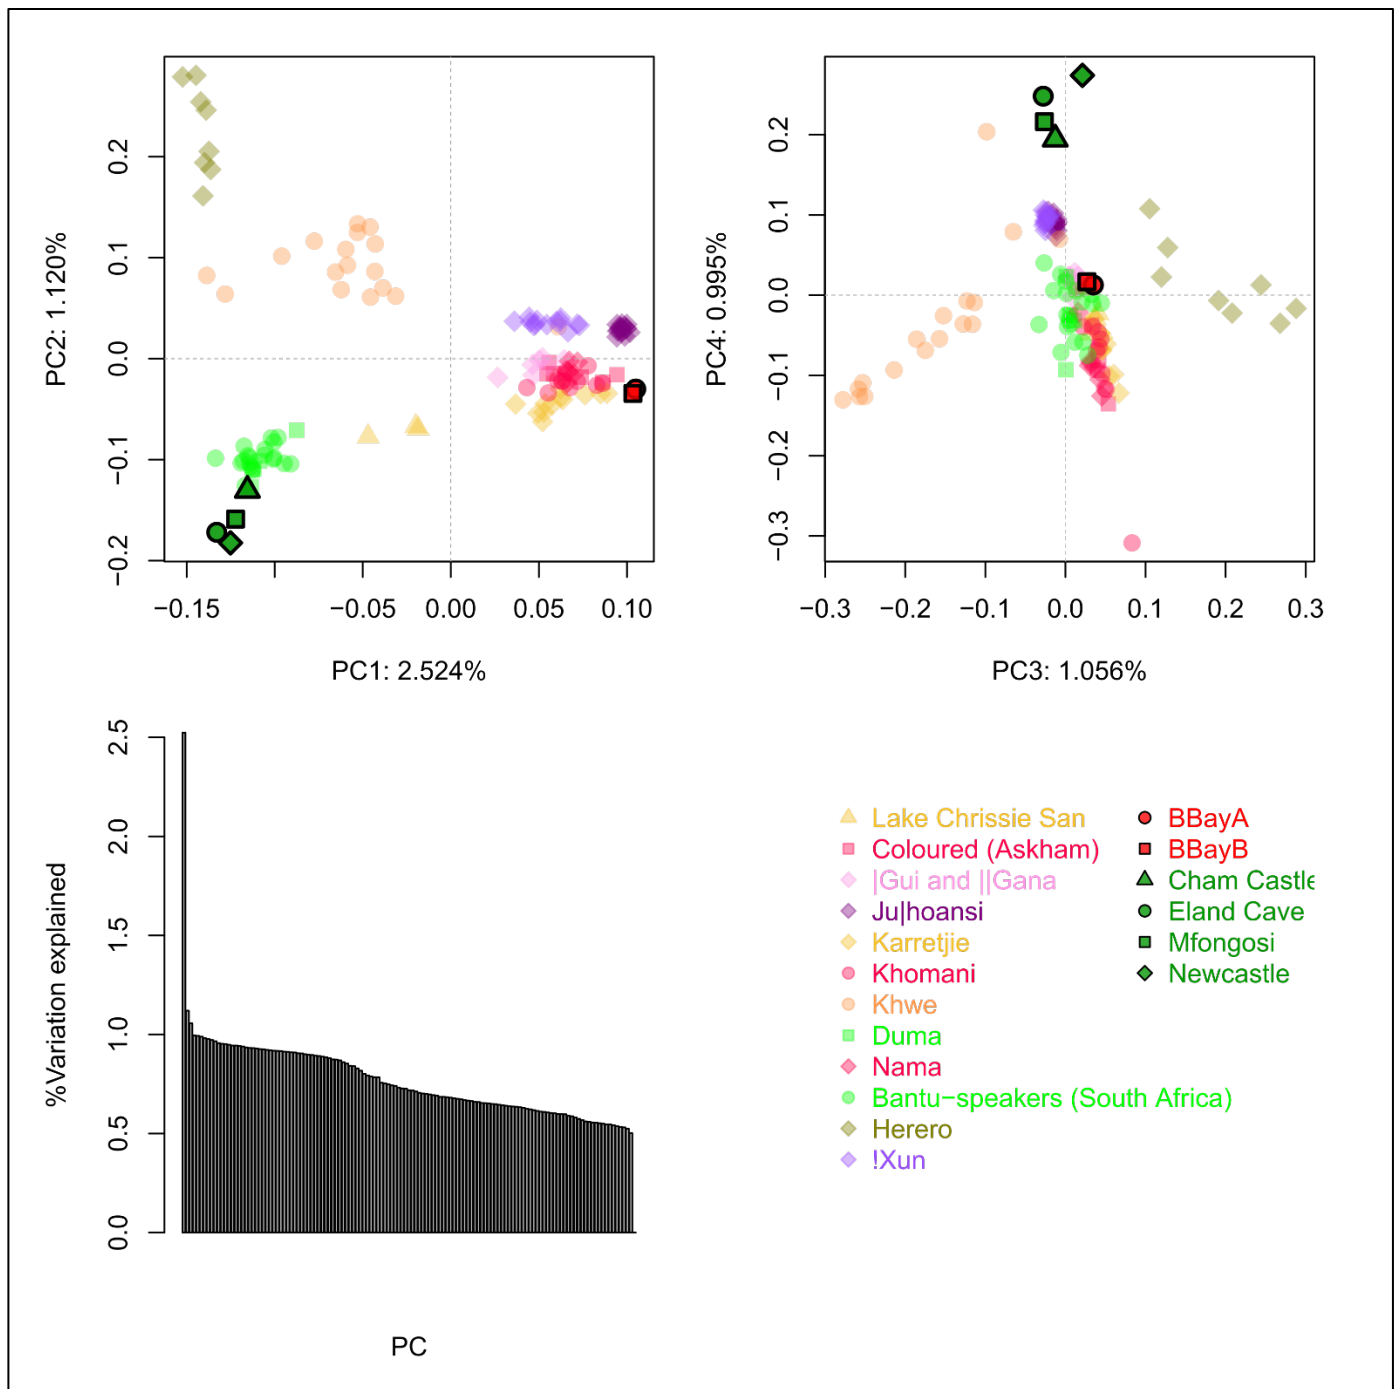 PC2: 1.120%
0.2
0.1
0.0
−0.1
−0.2
−0.15
−0.05
0.00
0.05
0.10
PC1: 2.524%
PC4: 0.995%
0.2
0.1
0.0
−0.1
−0.2
−0.3
−0.3
−0.2
−0.1
0.0
0.1
0.2
0.3
PC3: 1.056%
%Variation explained
2.5
2.0
1.5
1.0
0.5
0.0
PC
Lake Chrissie San
Coloured (Askham)
|Gui and ||Gana
Ju|hoansi
Karretjie
Khomani
Khwe
Duma
Nama
Bantu−speakers (South Africa)
Herero
!Xun
BBayA
BBayB
Cham Castle
Eland Cave
Mfongosi
Newcastle